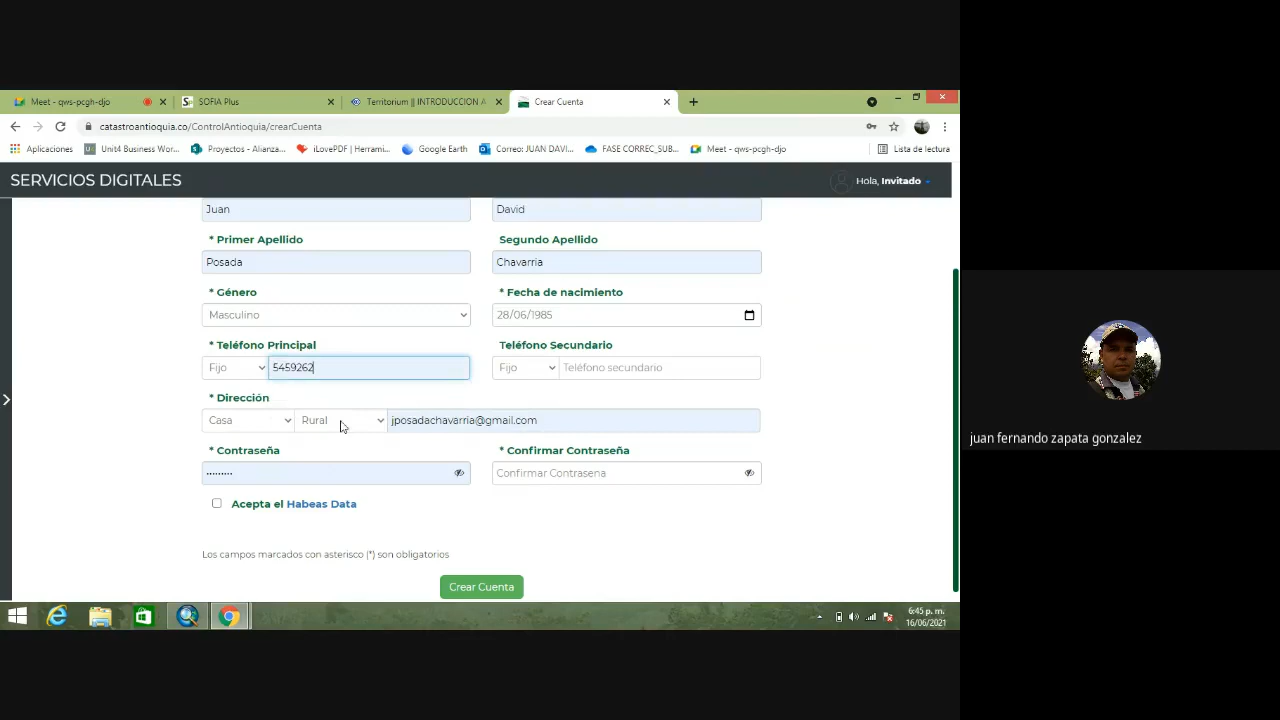 Meet - qws-pcgh-djo
SOFIA Plus
Territorium || INTRODUCCION A
Crear Cuenta
catastroantioquia.co/ControlAntioquia/crearCuenta
Aplicaciones
Unit4 Business Wor...
Proyectos - Alianza...
iLovePDF | Herrami...
Google Earth
Correo: JUAN DAVI...
FASE CORREC_SUB...
Meet - qws-pcgh-djo
Lista de lectura
SERVICIOS DIGITALES
Hola, Invitado
Juan
David
* Primer Apellido
Segundo Apellido
Posada
Chavarria
* Género
* Fecha de nacimiento
Masculino
28/06/1985
* Teléfono Principal
Teléfono Secundario
Fijo
5459262
Fijo
Teléfono secundario
* Dirección
Casa
Rural
jposadachavarria@gmail.com
* Contraseña
* Confirmar Contraseña
•••••••••
Confirmar Contrasena
Acepta el Habeas Data
Los campos marcados con asterisco (*) son obligatorios
Crear Cuenta
6:45 p. m.
16/06/2021
juan fernando zapata gonzalez